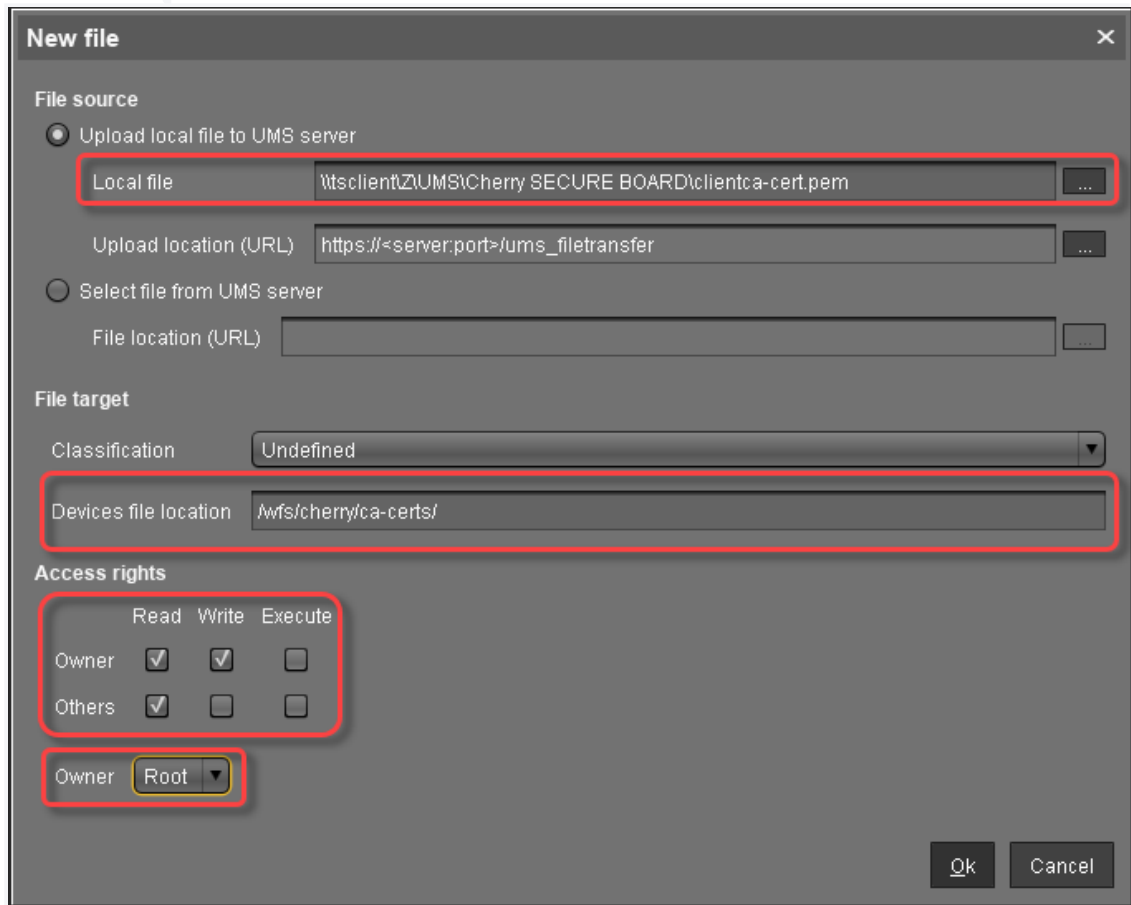 New file
File source
Upload local file to UMS server
Local file \\tsclient\Z\UMS\Cherry SECURE BOARD\clientca-cert.pem ...
Upload location (URL) https://<server:port>/ums_filetransfer ...
Select file from UMS server
File location (URL) ...
File target
Classification Undefined
Devices file location /wfs/cherry/ca-certs/
Access rights
Read Write Execute
Owner
Others
Owner Root
Ok Cancel